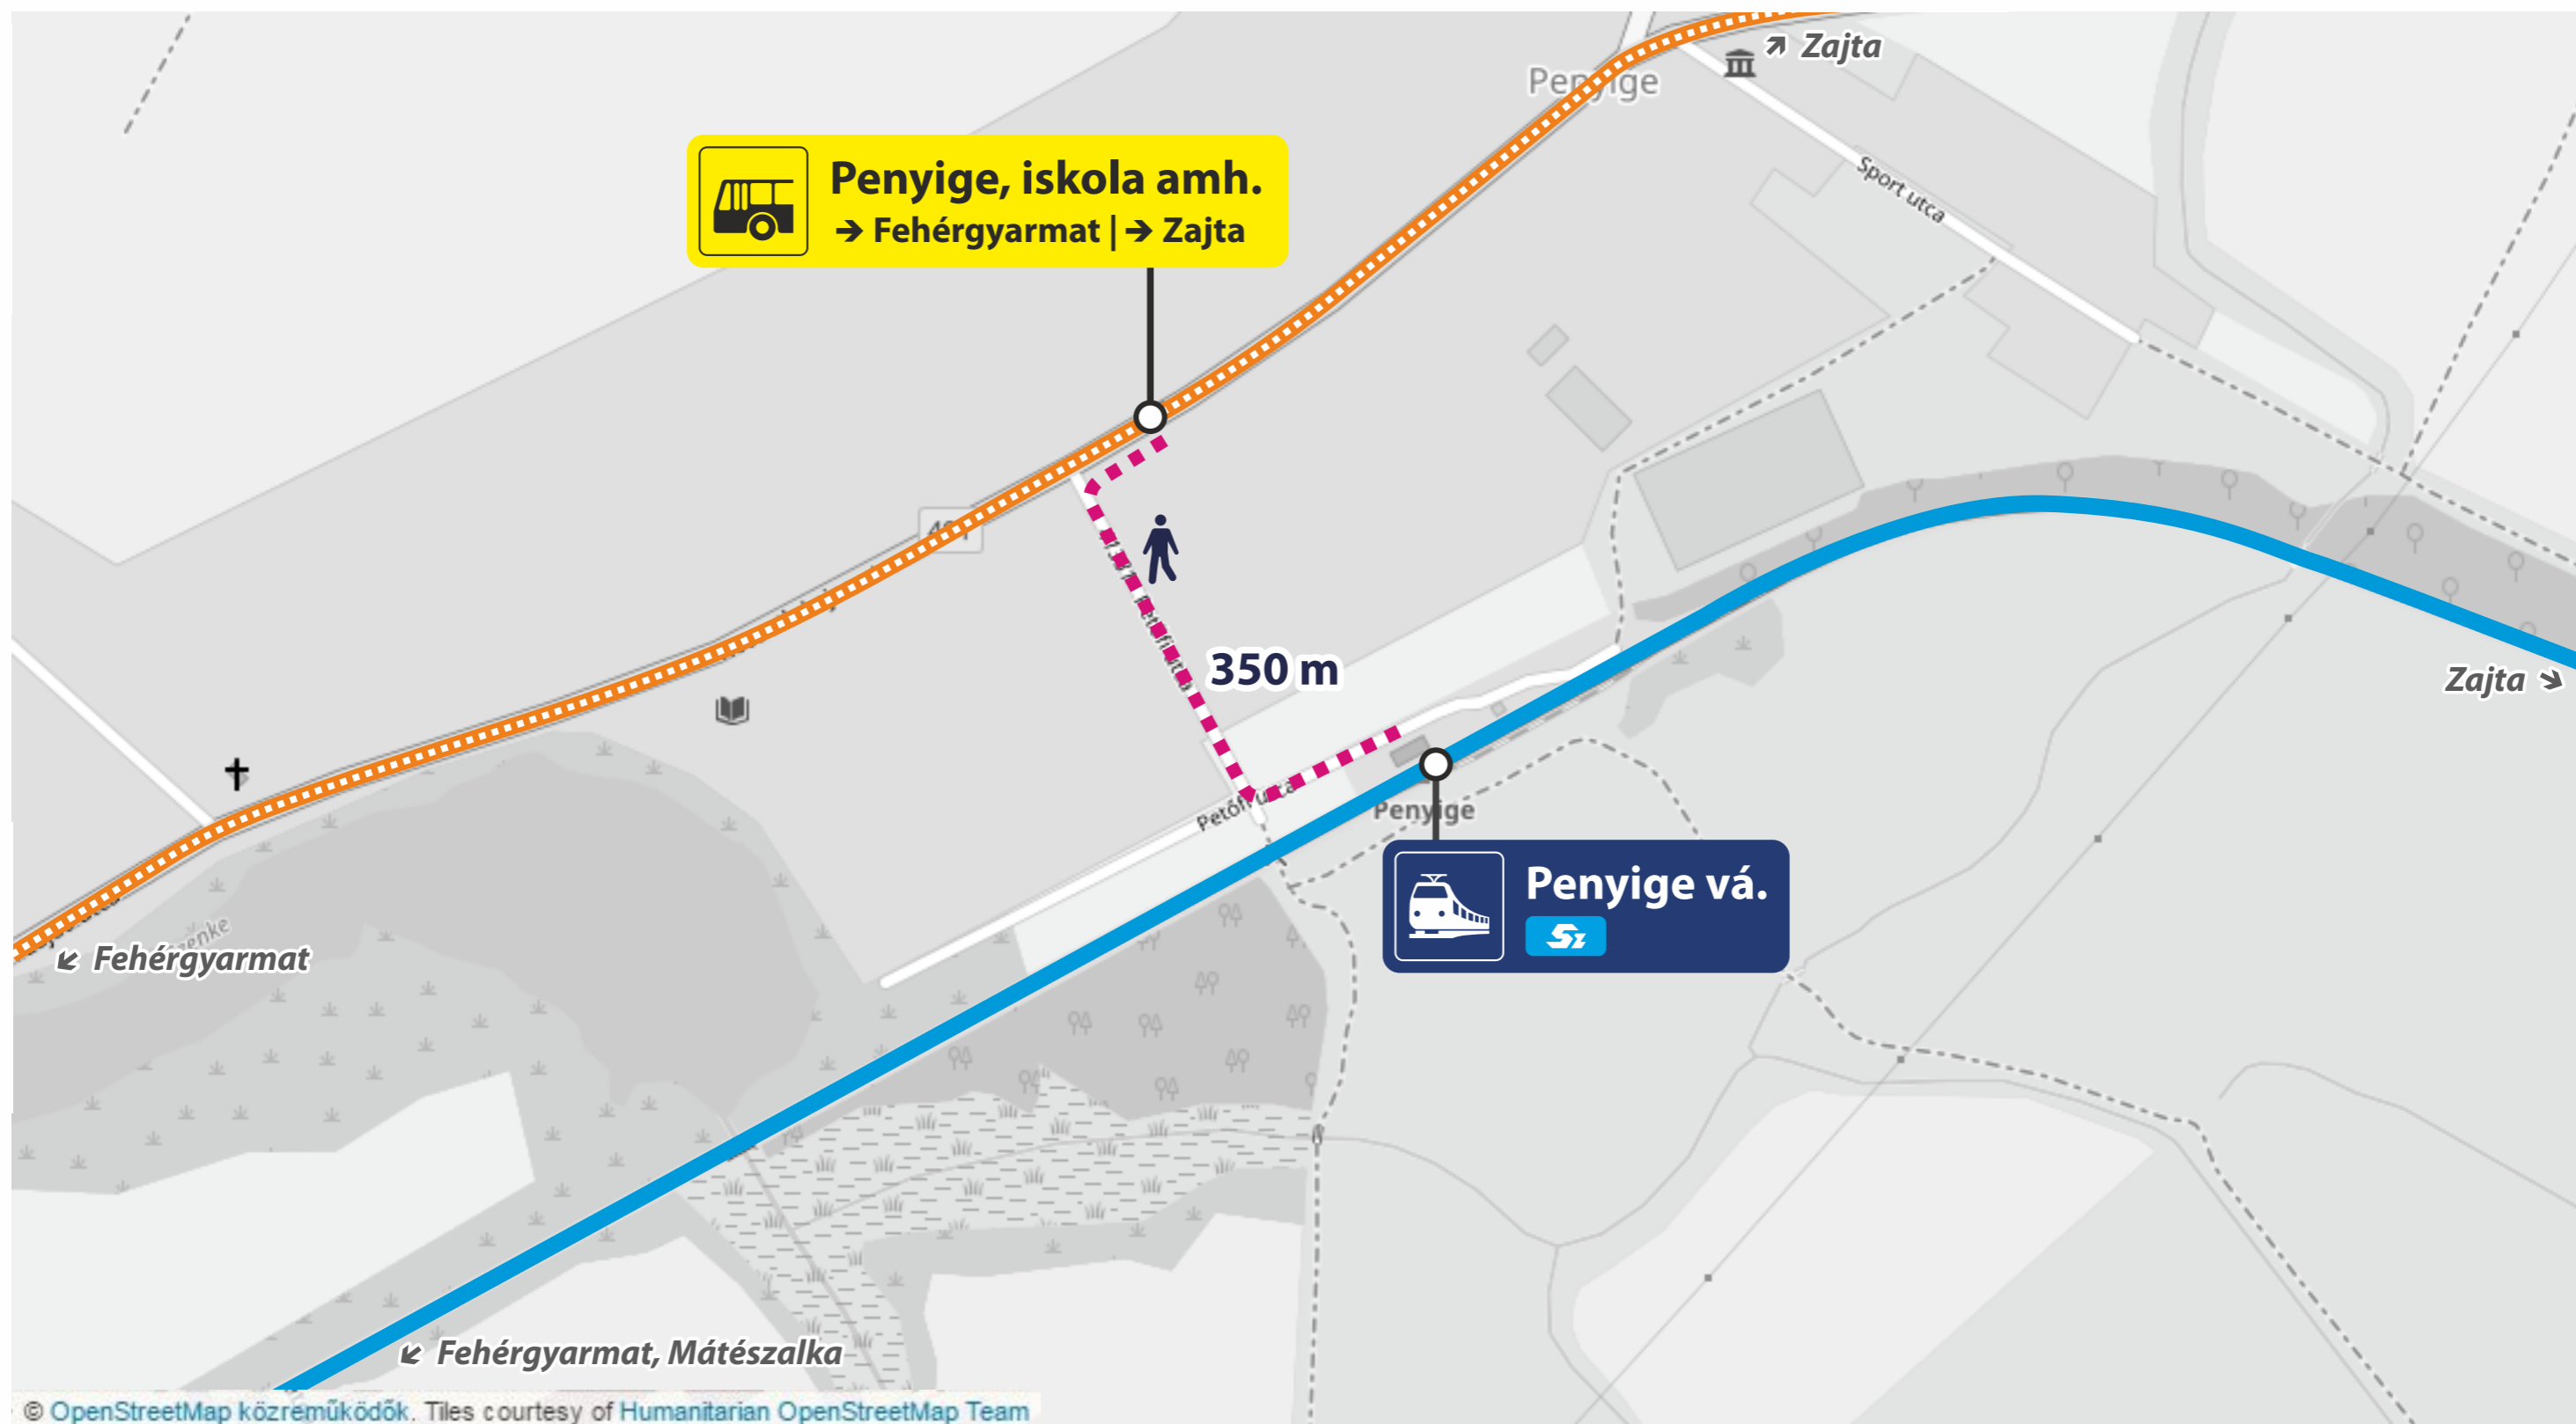 Zajta
Penyige
Penyige, iskola amh.
→ Fehérgyarmat | → Zajta
Sport utca
350 m
Zajta
Petőfi utca
Penyige
Penyige vá.
Sz
Fehérgyarmat
Fehérgyarmat, Mátészalka
© OpenStreetMap közreműködők. Tiles courtesy of Humanitarian OpenStreetMap Team